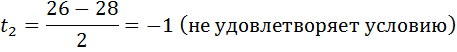 t₂ = (26 − 28)/2 = −1 (не удовлетворяет условию)